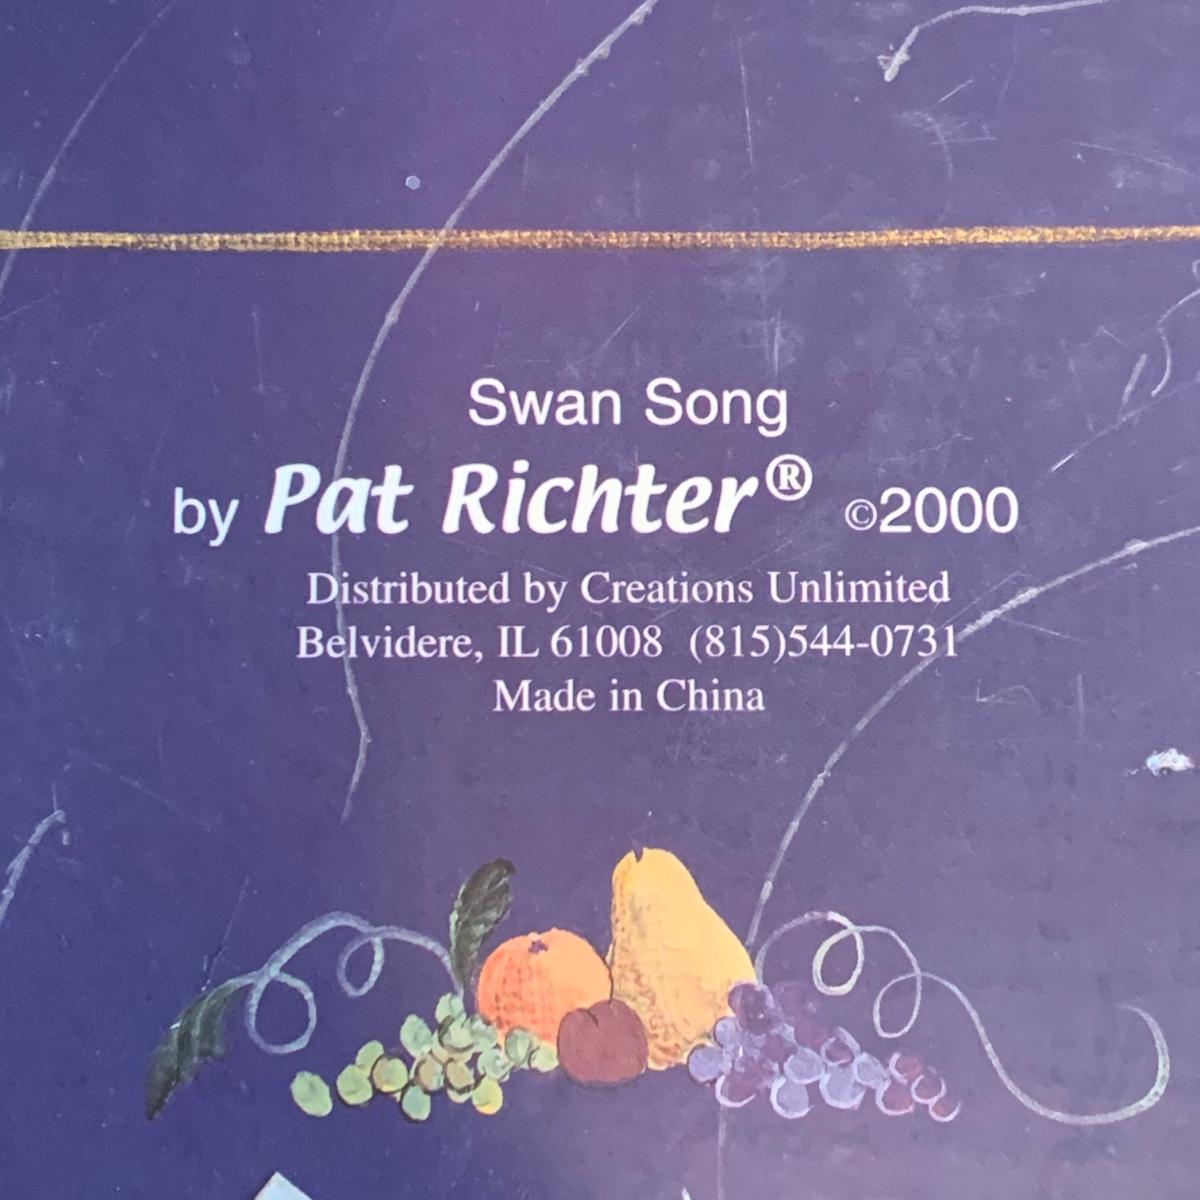 Swan Song
by Pat Richter® ©2000
Distributed by Creations Unlimited
Belvidere, IL 61008 (815)544-0731
Made in China